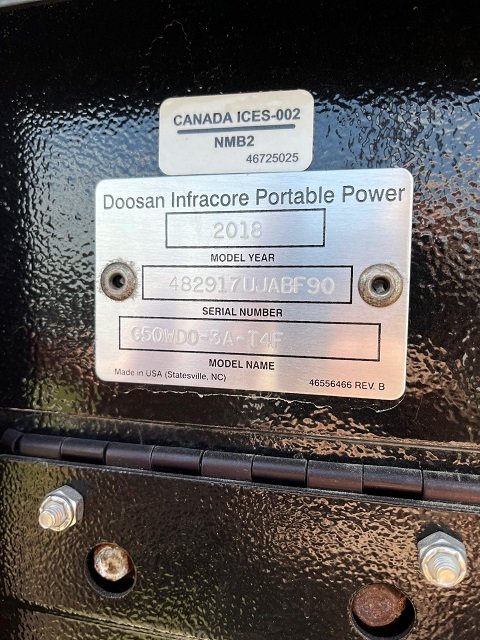 CANADA ICES-002
NMB2
46725025
Doosan Infracore Portable Power
2018
MODEL YEAR
482917UJABF90
SERIAL NUMBER
G50WDO-3A-T4F
MODEL NAME
Made in USA (Statesville, NC)
46556466 REV. B